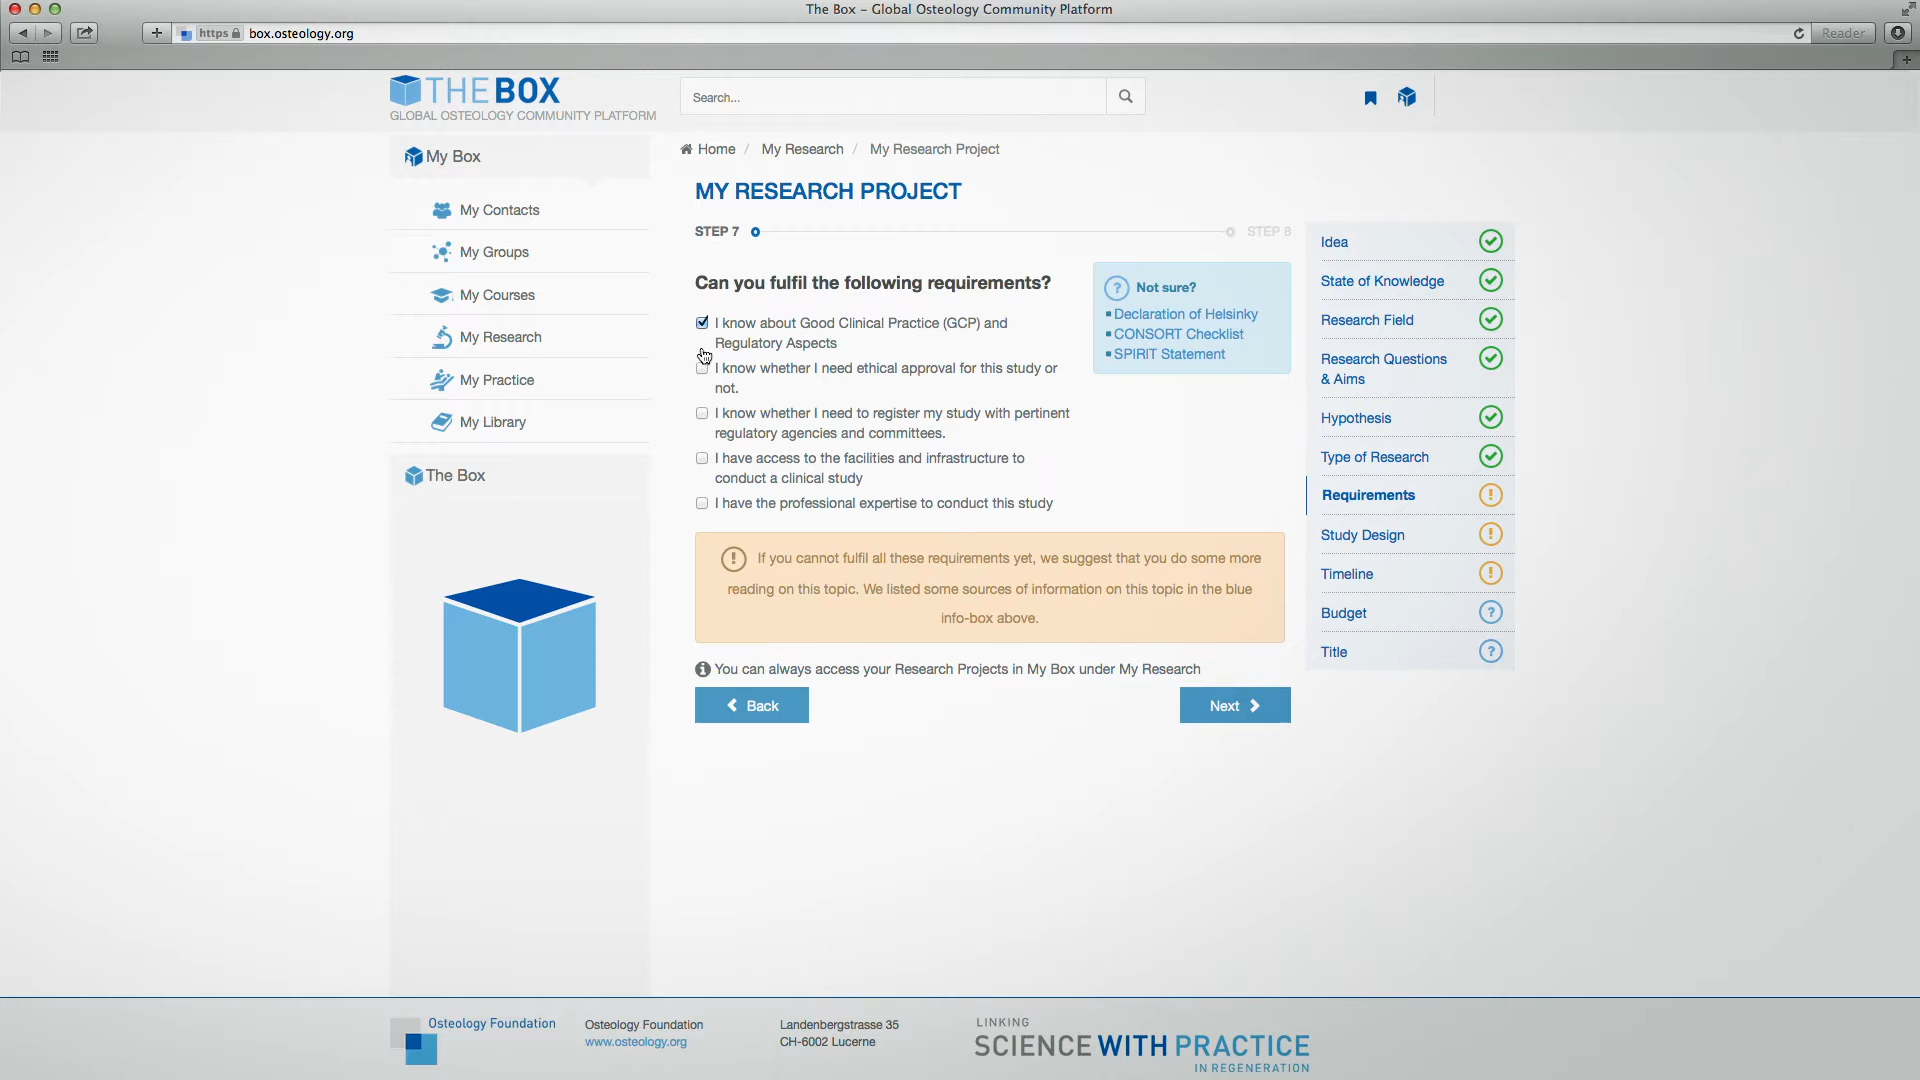 The Box – Global Osteology Community Platform
https box.osteology.org
Reader
THE BOX
GLOBAL OSTEOLOGY COMMUNITY PLATFORM
Search...
My Box
My Contacts
My Groups
My Courses
My Research
My Practice
My Library
The Box
Home / My Research / My Research Project
MY RESEARCH PROJECT
STEP 7
STEP 8
Can you fulfil the following requirements?
I know about Good Clinical Practice (GCP) and
Regulatory Aspects
I know whether I need ethical approval for this study or
not.
I know whether I need to register my study with pertinent
regulatory agencies and committees.
I have access to the facilities and infrastructure to
conduct a clinical study
I have the professional expertise to conduct this study
? Not sure?
Declaration of Helsinky
CONSORT Checklist
SPIRIT Statement
! If you cannot fulfil all these requirements yet, we suggest that you do some more
reading on this topic. We listed some sources of information on this topic in the blue
info-box above.
You can always access your Research Projects in My Box under My Research
Back
Next
Idea
State of Knowledge
Research Field
Research Questions
& Aims
Hypothesis
Type of Research
Requirements !
Study Design !
Timeline !
Budget ?
Title ?
Osteology Foundation
Osteology Foundation
www.osteology.org
Landenbergstrasse 35
CH-6002 Lucerne
LINKING
SCIENCE WITH PRACTICE
IN REGENERATION